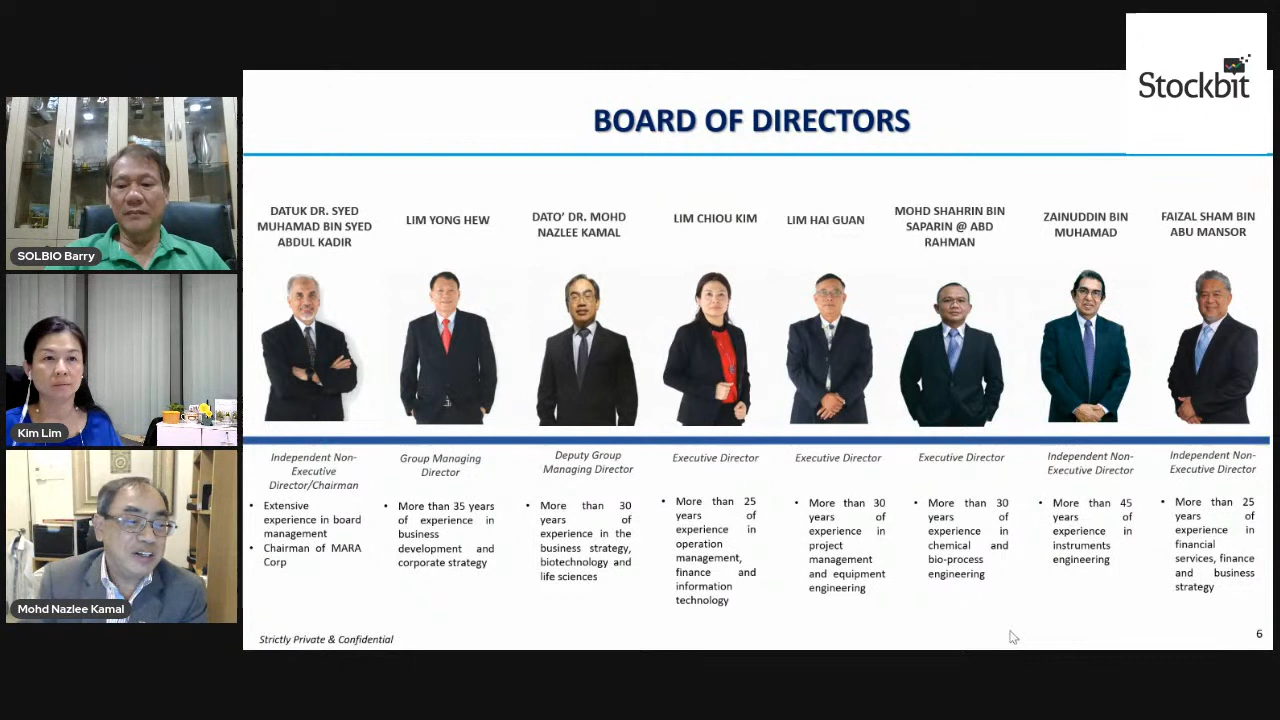 Stockbit
BOARD OF DIRECTORS
DATUK DR. SYED
MUHAMAD BIN SYED
ABDUL KADIR
LIM YONG HEW
DATO' DR. MOHD
NAZLEE KAMAL
LIM CHIOU KIM
LIM HAI GUAN
MOHD SHAHRIN BIN
SAPARIN @ ABD
RAHMAN
ZAINUDDIN BIN
MUHAMAD
FAIZAL SHAM BIN
ABU MANSOR
SOLBIO Barry
Kim Lim
Mohd Nazlee Kamal
Independent Non-
Executive
Director/Chairman
• Extensive
experience in board
management
• Chairman of MARA
Corp
Group Managing
Director
• More than 35 years
of experience in
business
development and
corporate strategy
Deputy Group
Managing Director
• More than 30
years of
experience in the
business strategy,
biotechnology and
life sciences
Executive Director
• More than 25
years of
experience in
operation
management,
finance and
information
technology
Executive Director
• More than 30
years of
experience in
project
management
and equipment
engineering
Executive Director
• More than 30
years of
experience in
chemical and
bio-process
engineering
Independent Non-
Executive Director
• More than 45
years of
experience in
instruments
engineering
Independent Non-
Executive Director
• More than 25
years of
experience in
financial
services, finance
and business
strategy
Strictly Private & Confidential
6